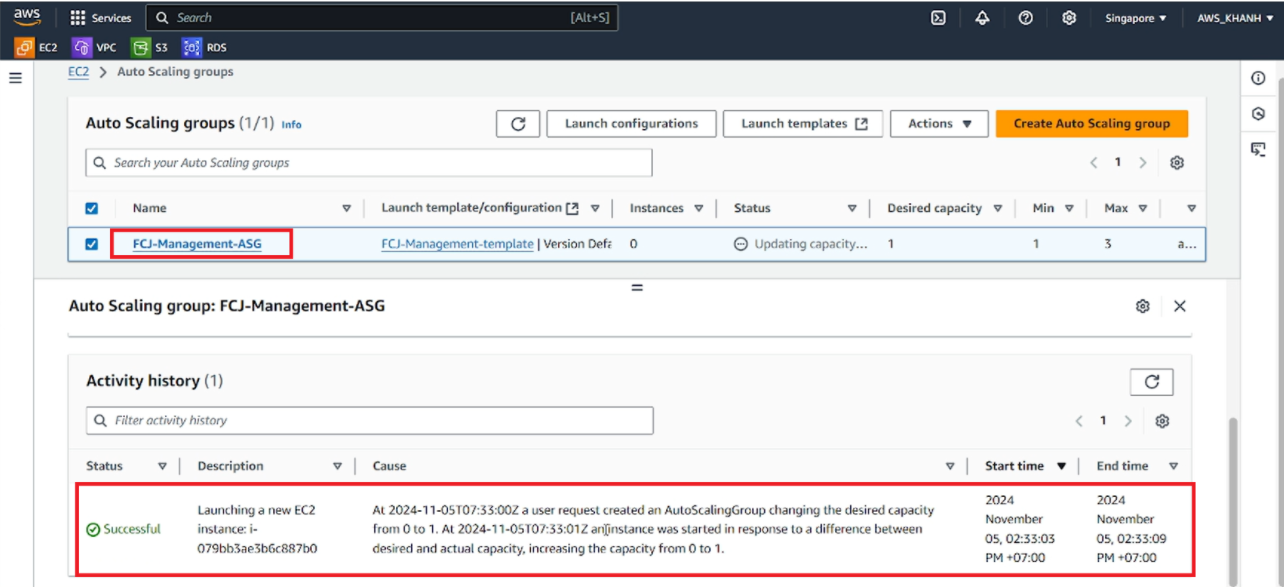 aws Services Search [Alt+S] Singapore AWS_KHANH
EC2 VPC S3 RDS
EC2 > Auto Scaling groups
Auto Scaling groups (1/1) Info Launch configurations Launch templates Actions Create Auto Scaling group
Search your Auto Scaling groups 1
Name Launch template/configuration Instances Status Desired capacity Min Max
FCJ-Management-ASG FCJ-Management-template | Version Defa 0 Updating capacity... 1 1 3 a...
Auto Scaling group: FCJ-Management-ASG
Activity history (1)
Filter activity history 1
Status Description Cause Start time End time
Successful
Launching a new EC2
instance: i-
079bb3ae3b6c887b0
At 2024-11-05T07:33:00Z a user request created an AutoScalingGroup changing the desired capacity
from 0 to 1. At 2024-11-05T07:33:01Z an instance was started in response to a difference between
desired and actual capacity, increasing the capacity from 0 to 1.
2024
November
05, 02:33:03
PM +07:00
2024
November
05, 02:33:09
PM +07:00